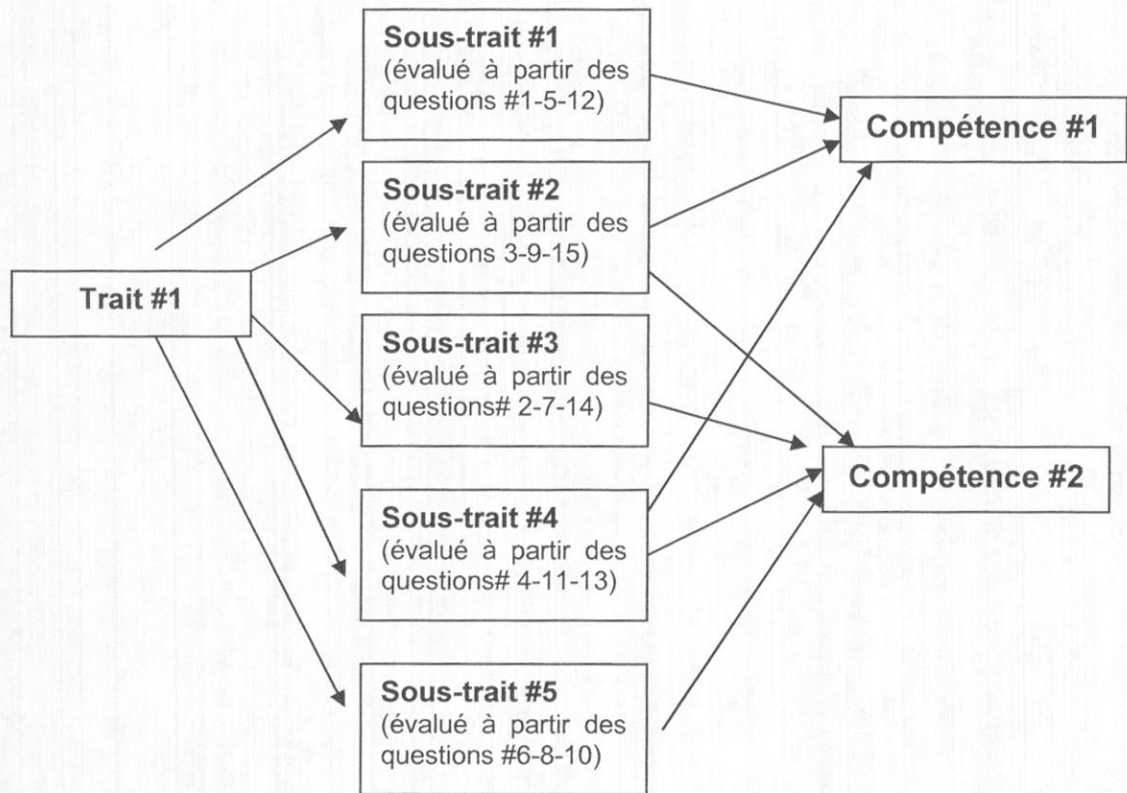 Sous-trait #1
(évalué à partir des
questions #1-5-12)
Compétence #1
Sous-trait #2
(évalué à partir des
questions 3-9-15)
Trait #1
Sous-trait #3
(évalué à partir des
questions# 2-7-14)
Compétence #2
Sous-trait #4
(évalué à partir des
questions# 4-11-13)
Sous-trait #5
(évalué à partir des
questions #6-8-10)